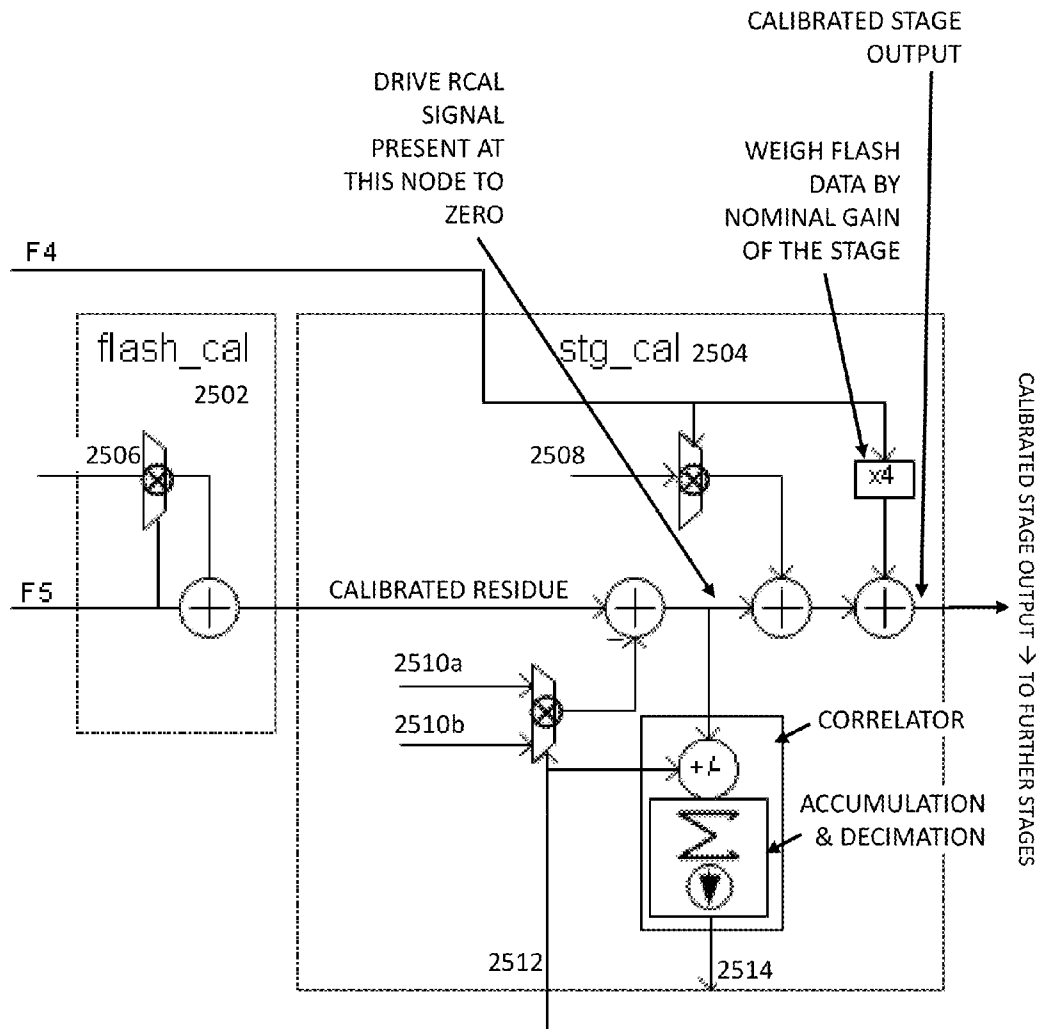 CALIBRATED STAGE
OUTPUT
DRIVE RCAL
SIGNAL
PRESENT AT
THIS NODE TO
ZERO
WEIGH FLASH
DATA BY
NOMINAL GAIN
OF THE STAGE
F4
flash_cal
2502
stg_cal 2504
2506
2508
x4
F5
CALIBRATED RESIDUE
+
+
+
+
−
2510a
2510b
CORRELATOR
+/-
ACCUMULATION
& DECIMATION
Σ
2512
2514
CALIBRATED STAGE OUTPUT → TO FURTHER STAGES